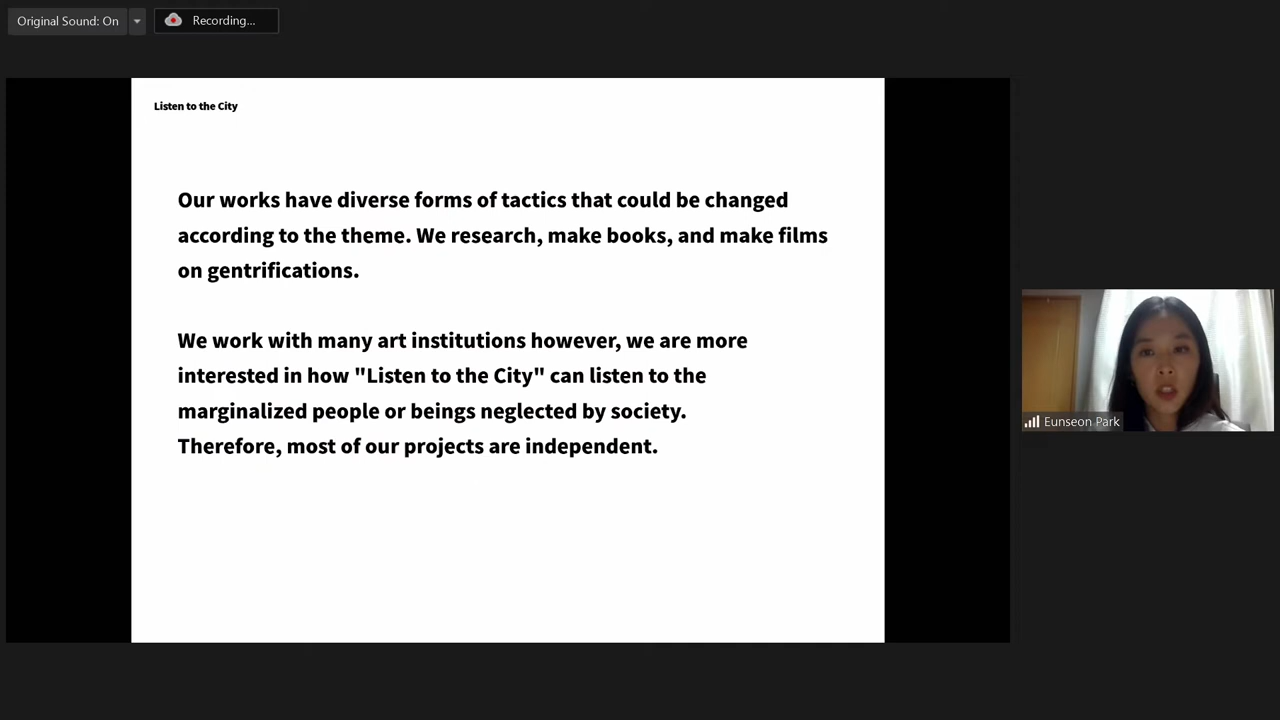 Original Sound: On
Recording...
Listen to the City
Our works have diverse forms of tactics that could be changed
according to the theme. We research, make books, and make films
on gentrifications.
We work with many art institutions however, we are more
interested in how "Listen to the City" can listen to the
marginalized people or beings neglected by society.
Therefore, most of our projects are independent.
Eunseon Park